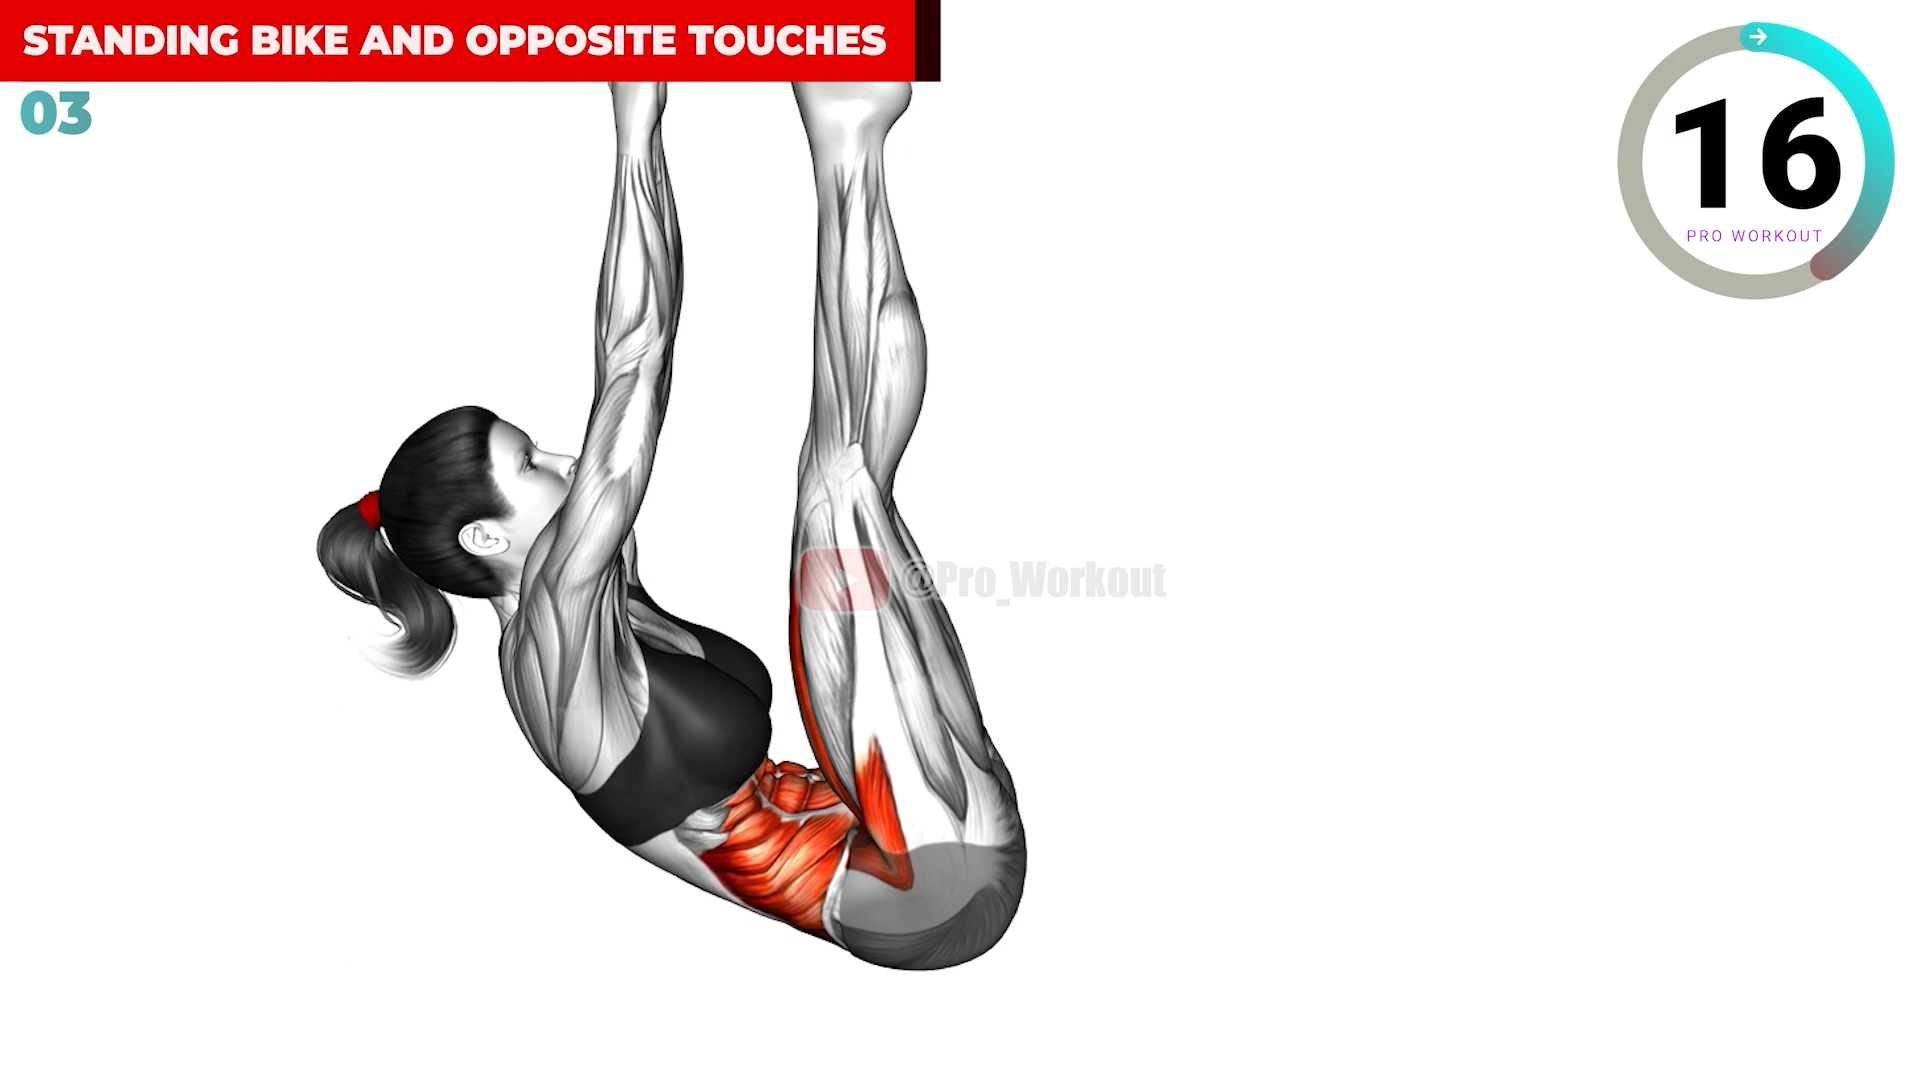 STANDING BIKE AND OPPOSITE TOUCHES
03
16
PRO WORKOUT
@Pro_Workout